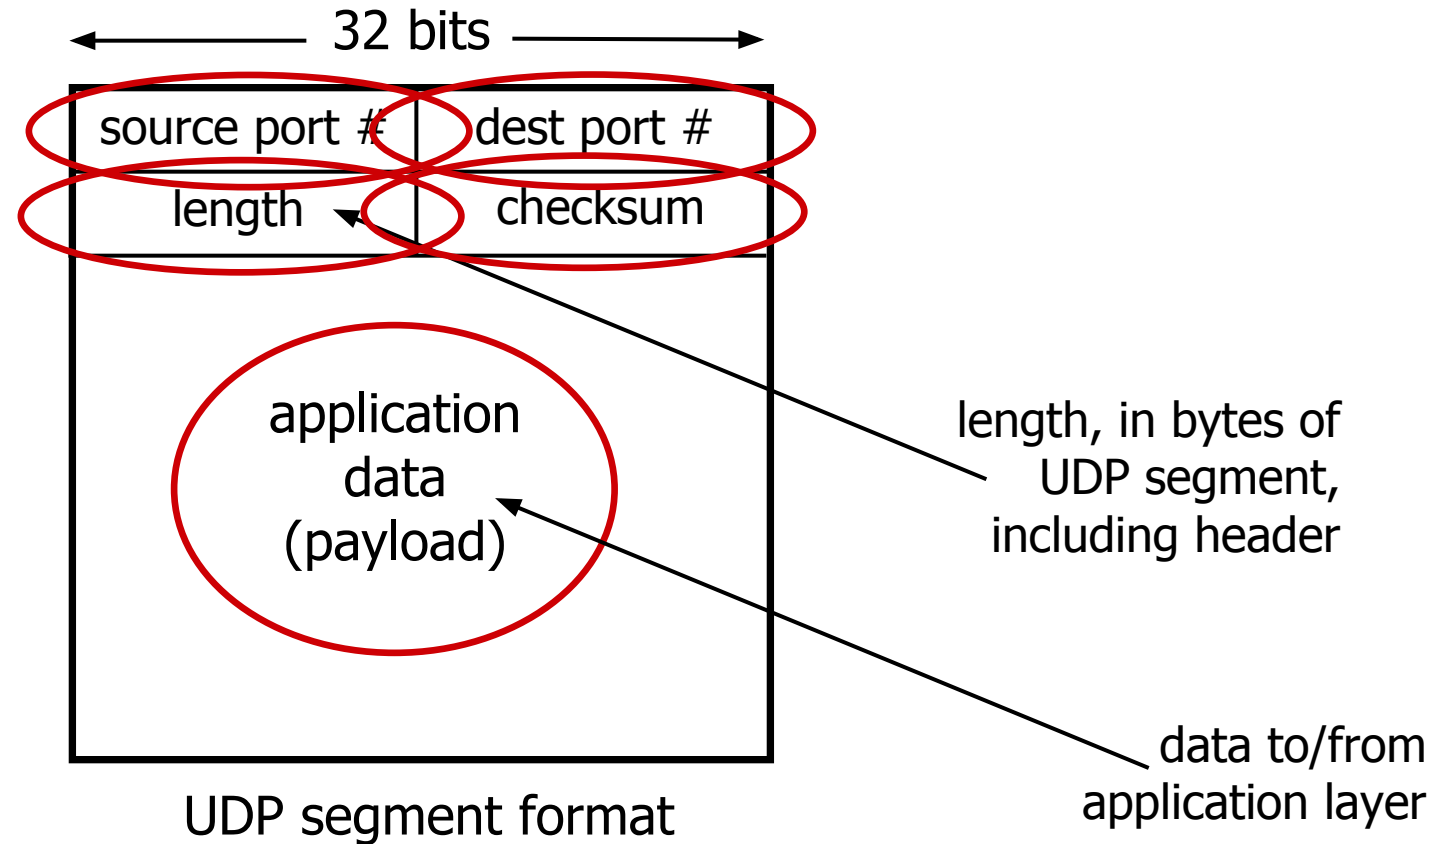 32 bits
source port #
dest port #
length
checksum
application
data
(payload)
length, in bytes of
UDP segment,
including header
data to/from
application layer
UDP segment format